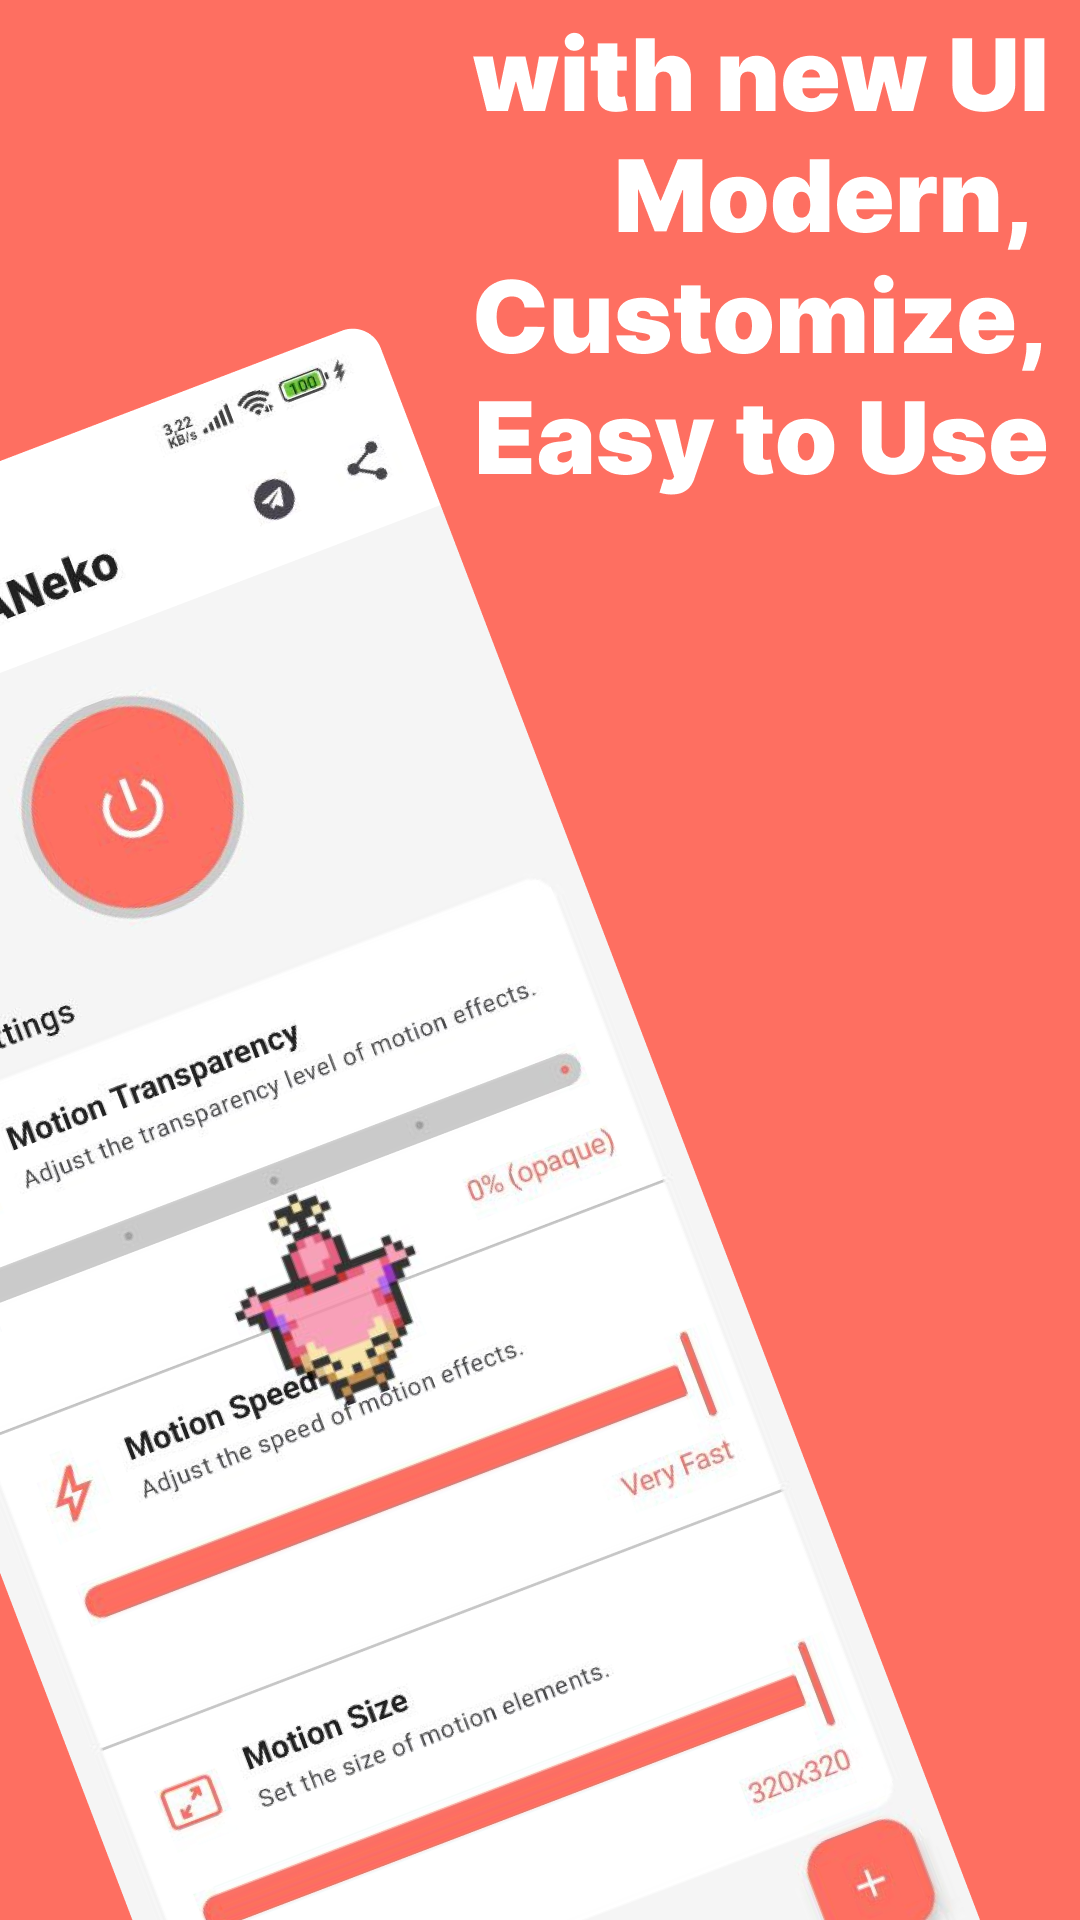 with new UI
Modern,
Customize,
Easy to Use
3,22
KB/s
100
ANeko
ttings
Motion Transparency
Adjust the transparency level of motion effects.
0% (opaque)
Motion Speed
Adjust the speed of motion effects.
Very Fast
Motion Size
Set the size of motion elements.
320x320